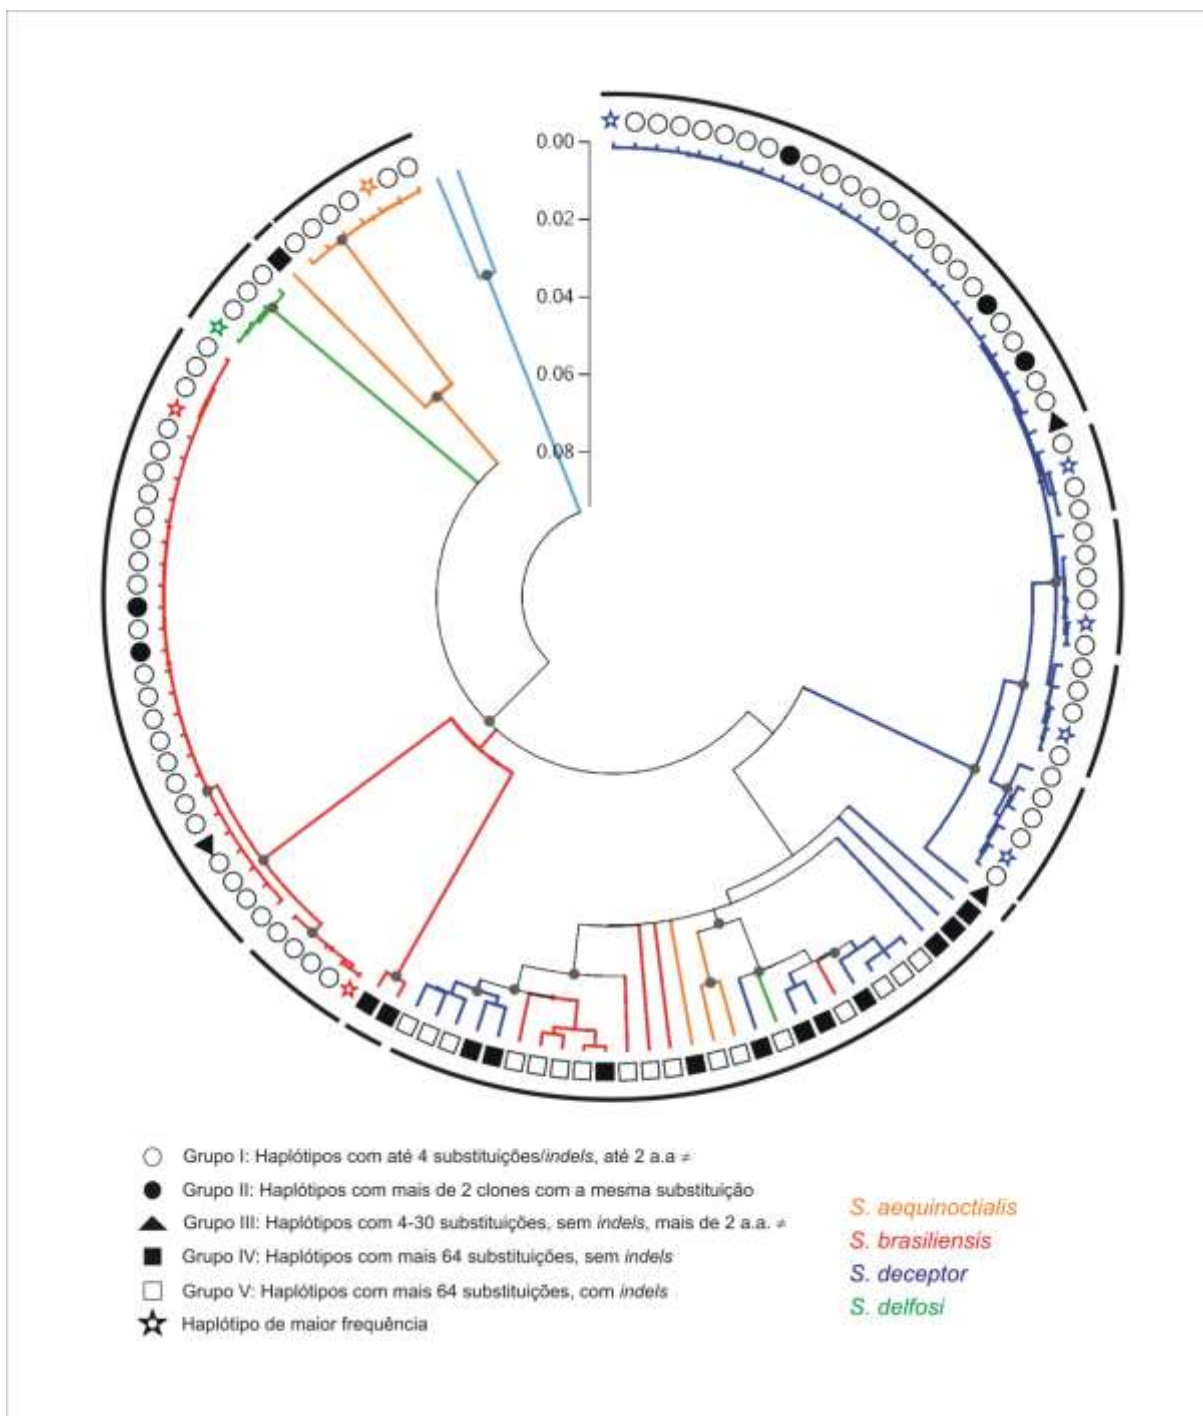 0.00
0.02
0.04
0.06
0.08
Grupo I: Haplótipos com até 4 substituições/indels, até 2 a.a ≠
Grupo II: Haplótipos com mais de 2 clones com a mesma substituição
Grupo III: Haplótipos com 4-30 substituições, sem indels, mais de 2 a.a. ≠
Grupo IV: Haplótipos com mais 64 substituições, sem indels
Grupo V: Haplótipos com mais 64 substituições, com indels
Haplótipo de maior frequência
S. aequinoctialis
S. brasiliensis
S. deceptor
S. delfosi